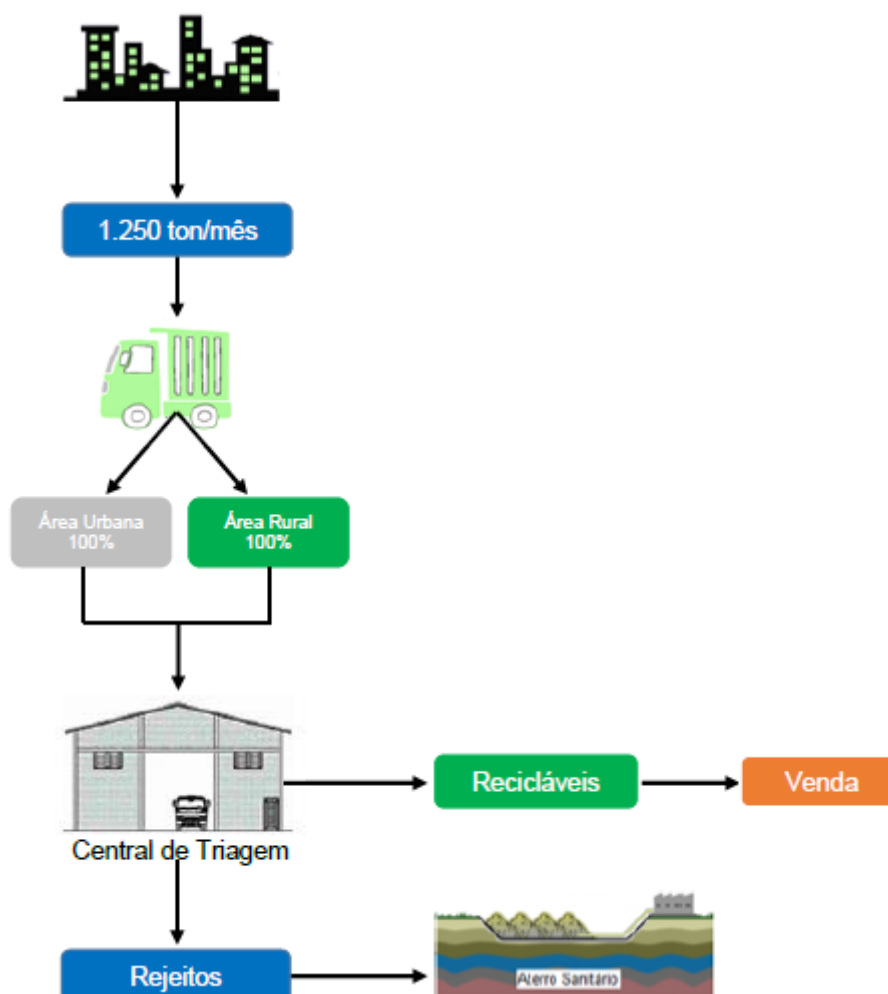 1.250 ton/mês
Área Urbana
100%
Área Rural
100%
Recicláveis
Venda
Central de Triagem
Rejeitos
Aterro Sanitário